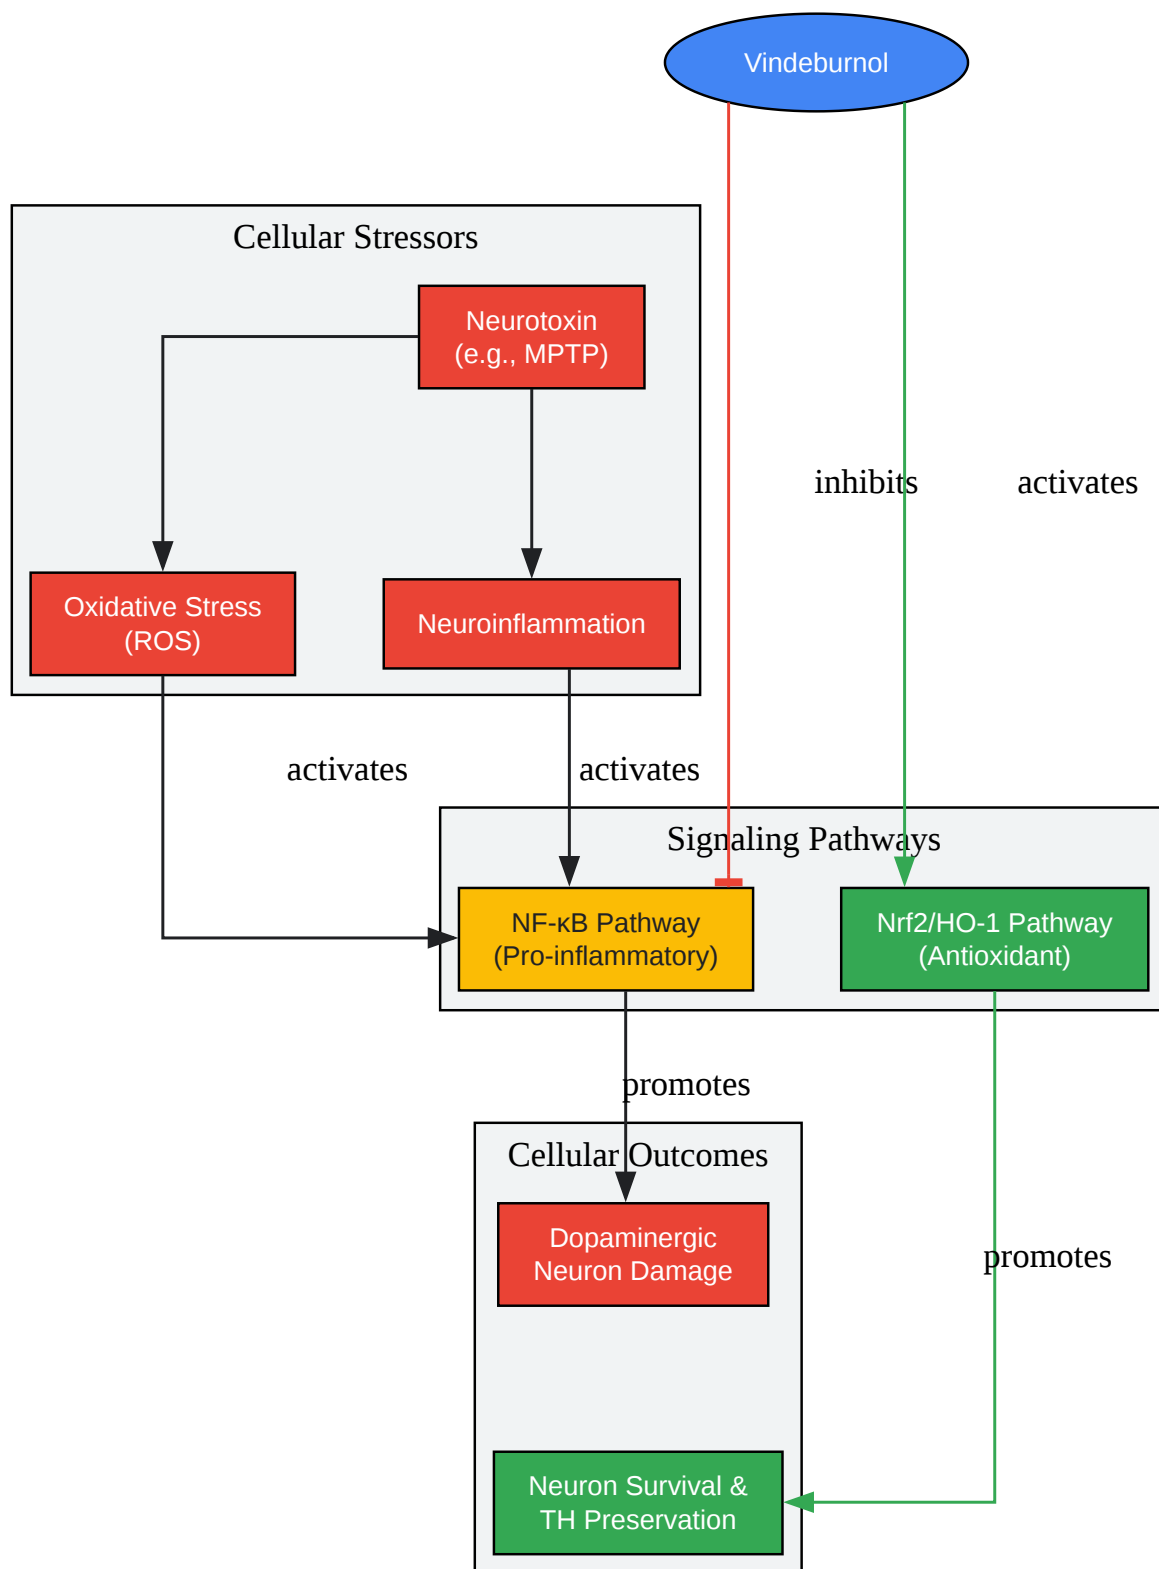 Vindeburnol
Cellular Stressors
Neurotoxin
(e.g., MPTP)
inhibits
activates
Oxidative Stress
(ROS)
Neuroinflammation
activates
activates
Signaling Pathways
NF-κB Pathway
(Pro-inflammatory)
Nrf2/HO-1 Pathway
(Antioxidant)
promotes
Cellular Outcomes
Dopaminergic
Neuron Damage
promotes
Neuron Survival &
TH Preservation